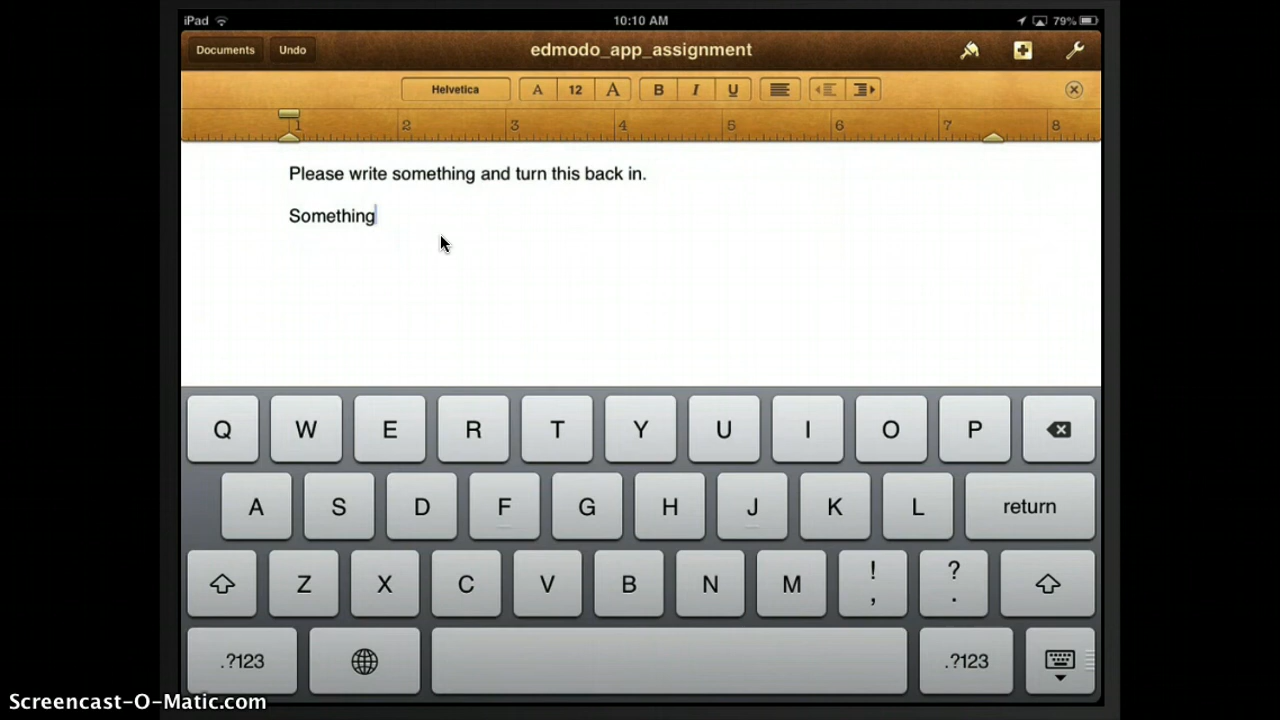 iPad 10:10 AM 79%
Documents Undo edmodo_app_assignment
Helvetica A 12 A B I U
1 2 3 4 5 6 7 8
Please write something and turn this back in.
Something
Q W E R T Y U I O P
A S D F G H J K L return
Z X C V B N M ! , ? .
.?123 .?123
Screencast-O-Matic.com